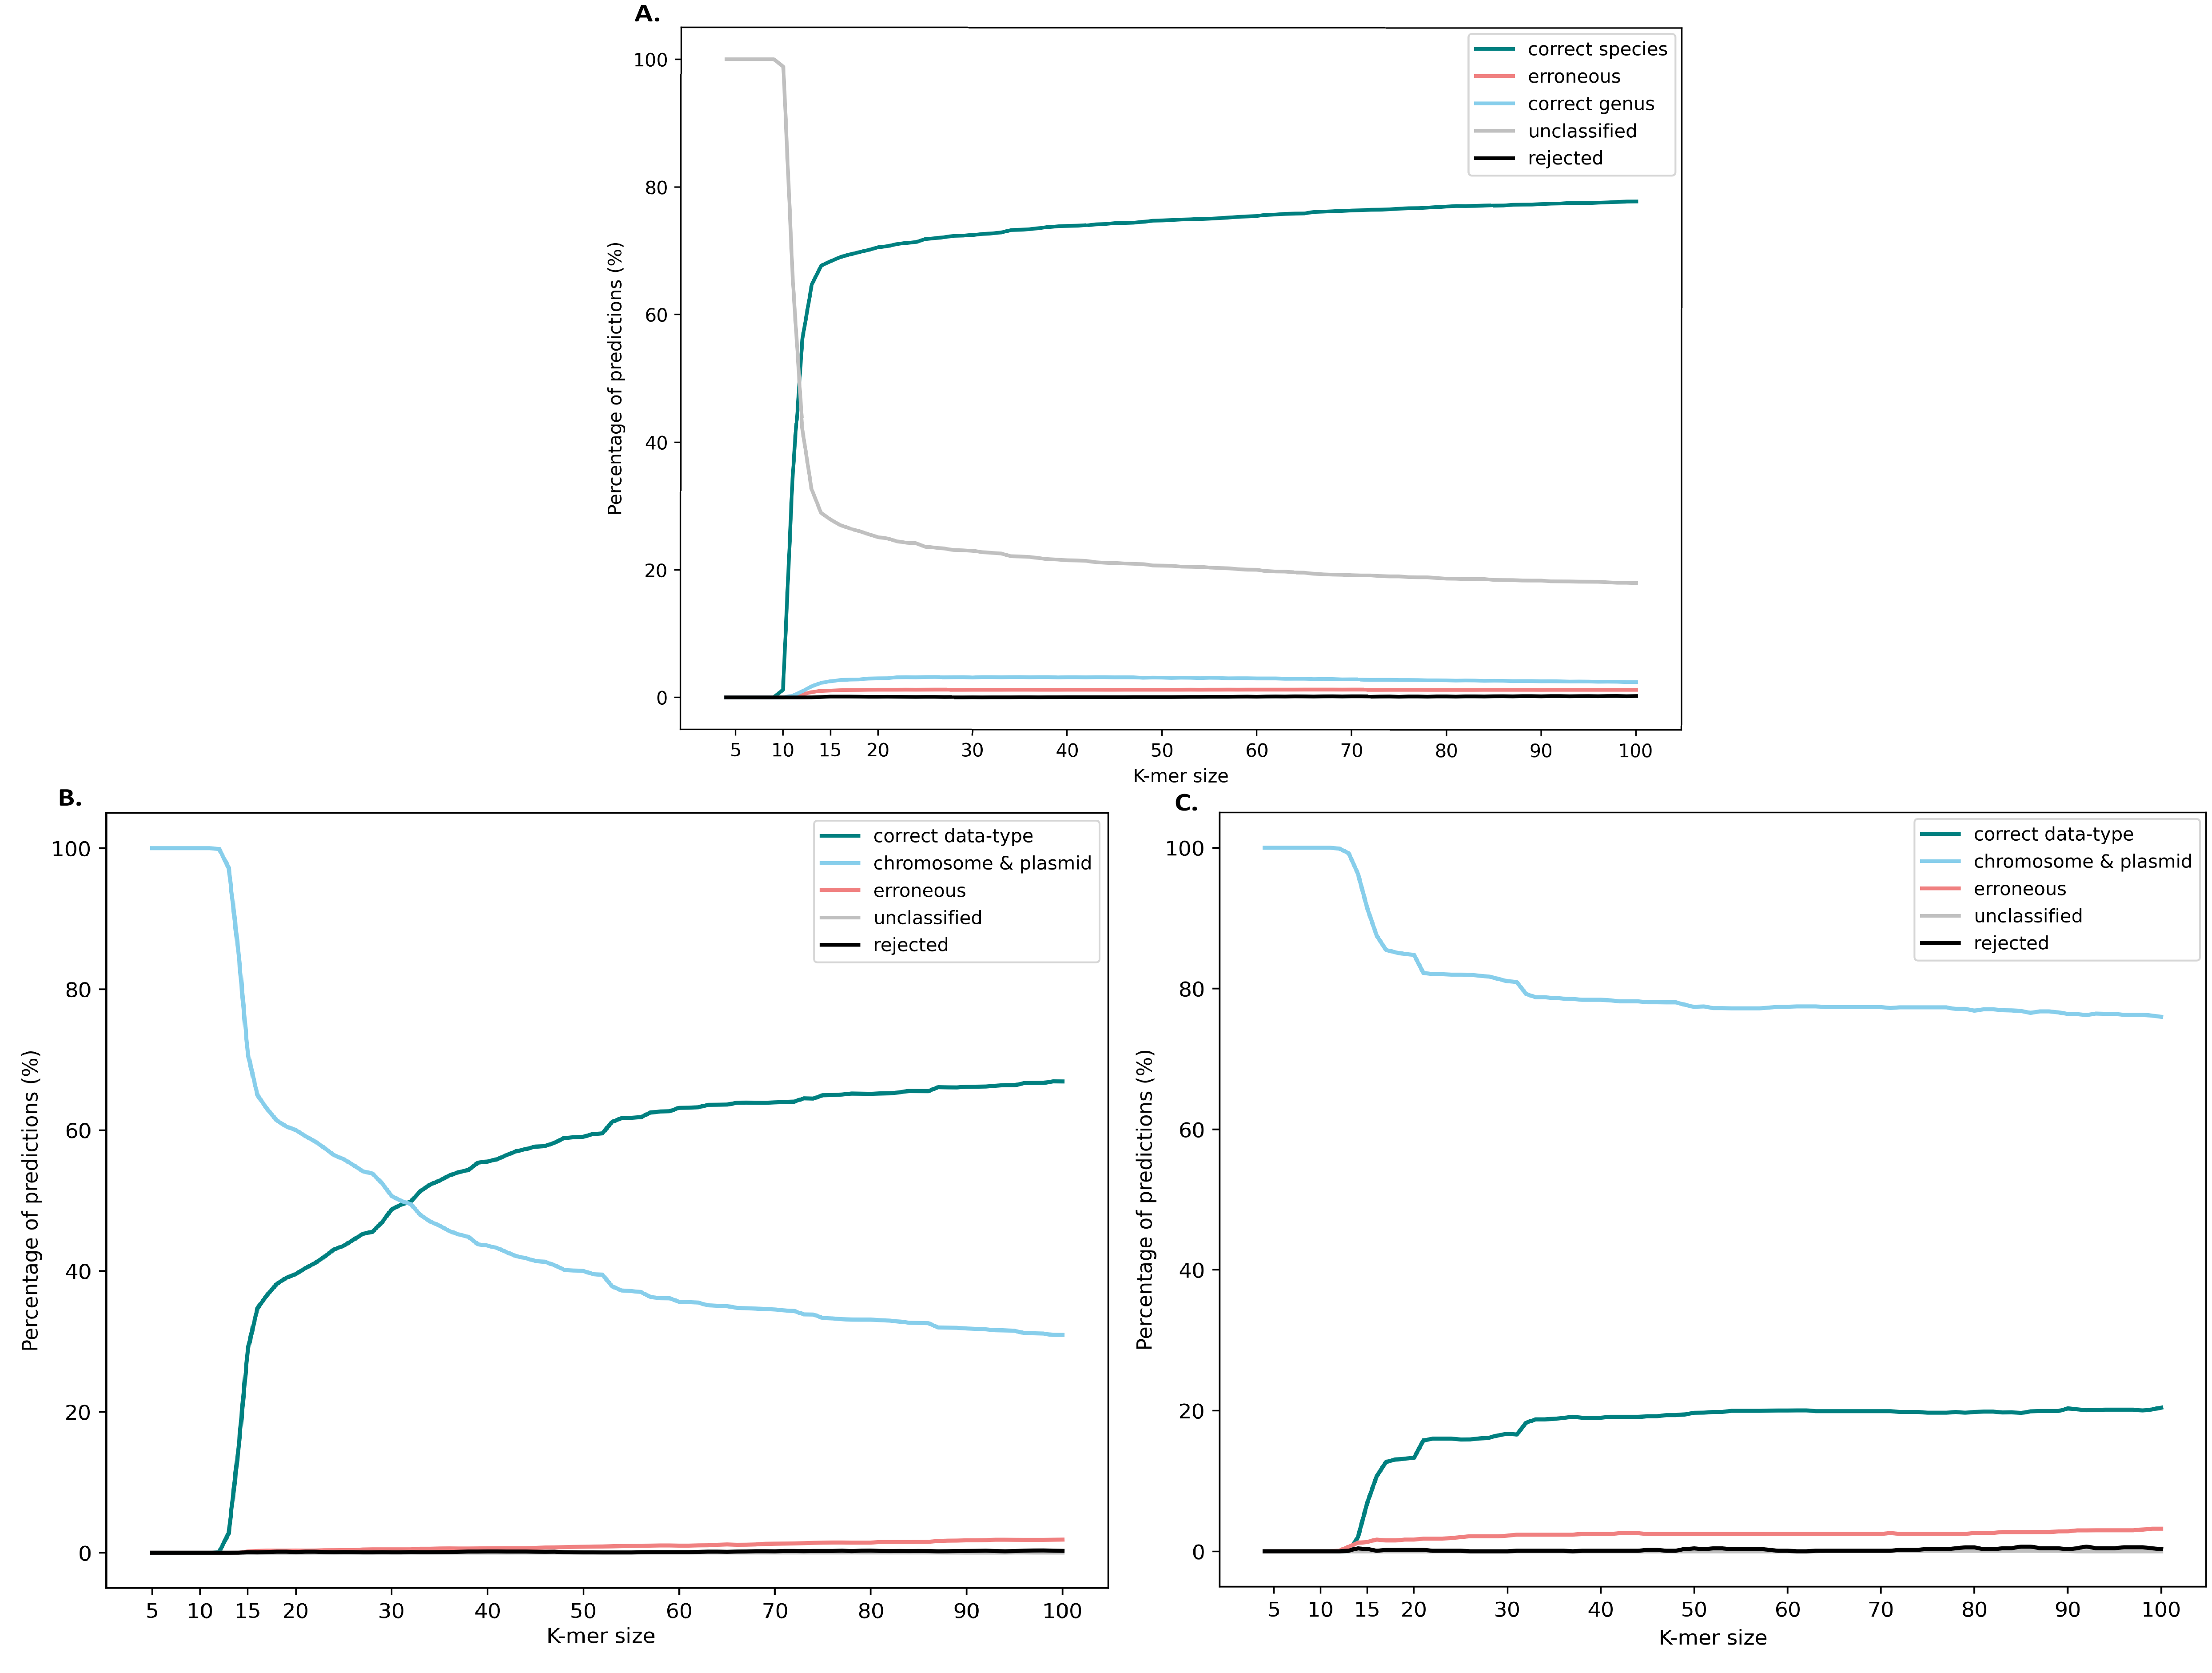 A.
correct species
erroneous
correct genus
unclassified
rejected
Percentage of predictions (%)
100
80
60
40
20
0
5 10 15 20 30 40 50 60 70 80 90 100
K-mer size
B.
correct data-type
chromosome & plasmid
erroneous
unclassified
rejected
Percentage of predictions (%)
100
80
60
40
20
0
5 10 15 20 30 40 50 60 70 80 90 100
K-mer size
C.
correct data-type
chromosome & plasmid
erroneous
unclassified
rejected
Percentage of predictions (%)
100
80
60
40
20
0
5 10 15 20 30 40 50 60 70 80 90 100
K-mer size